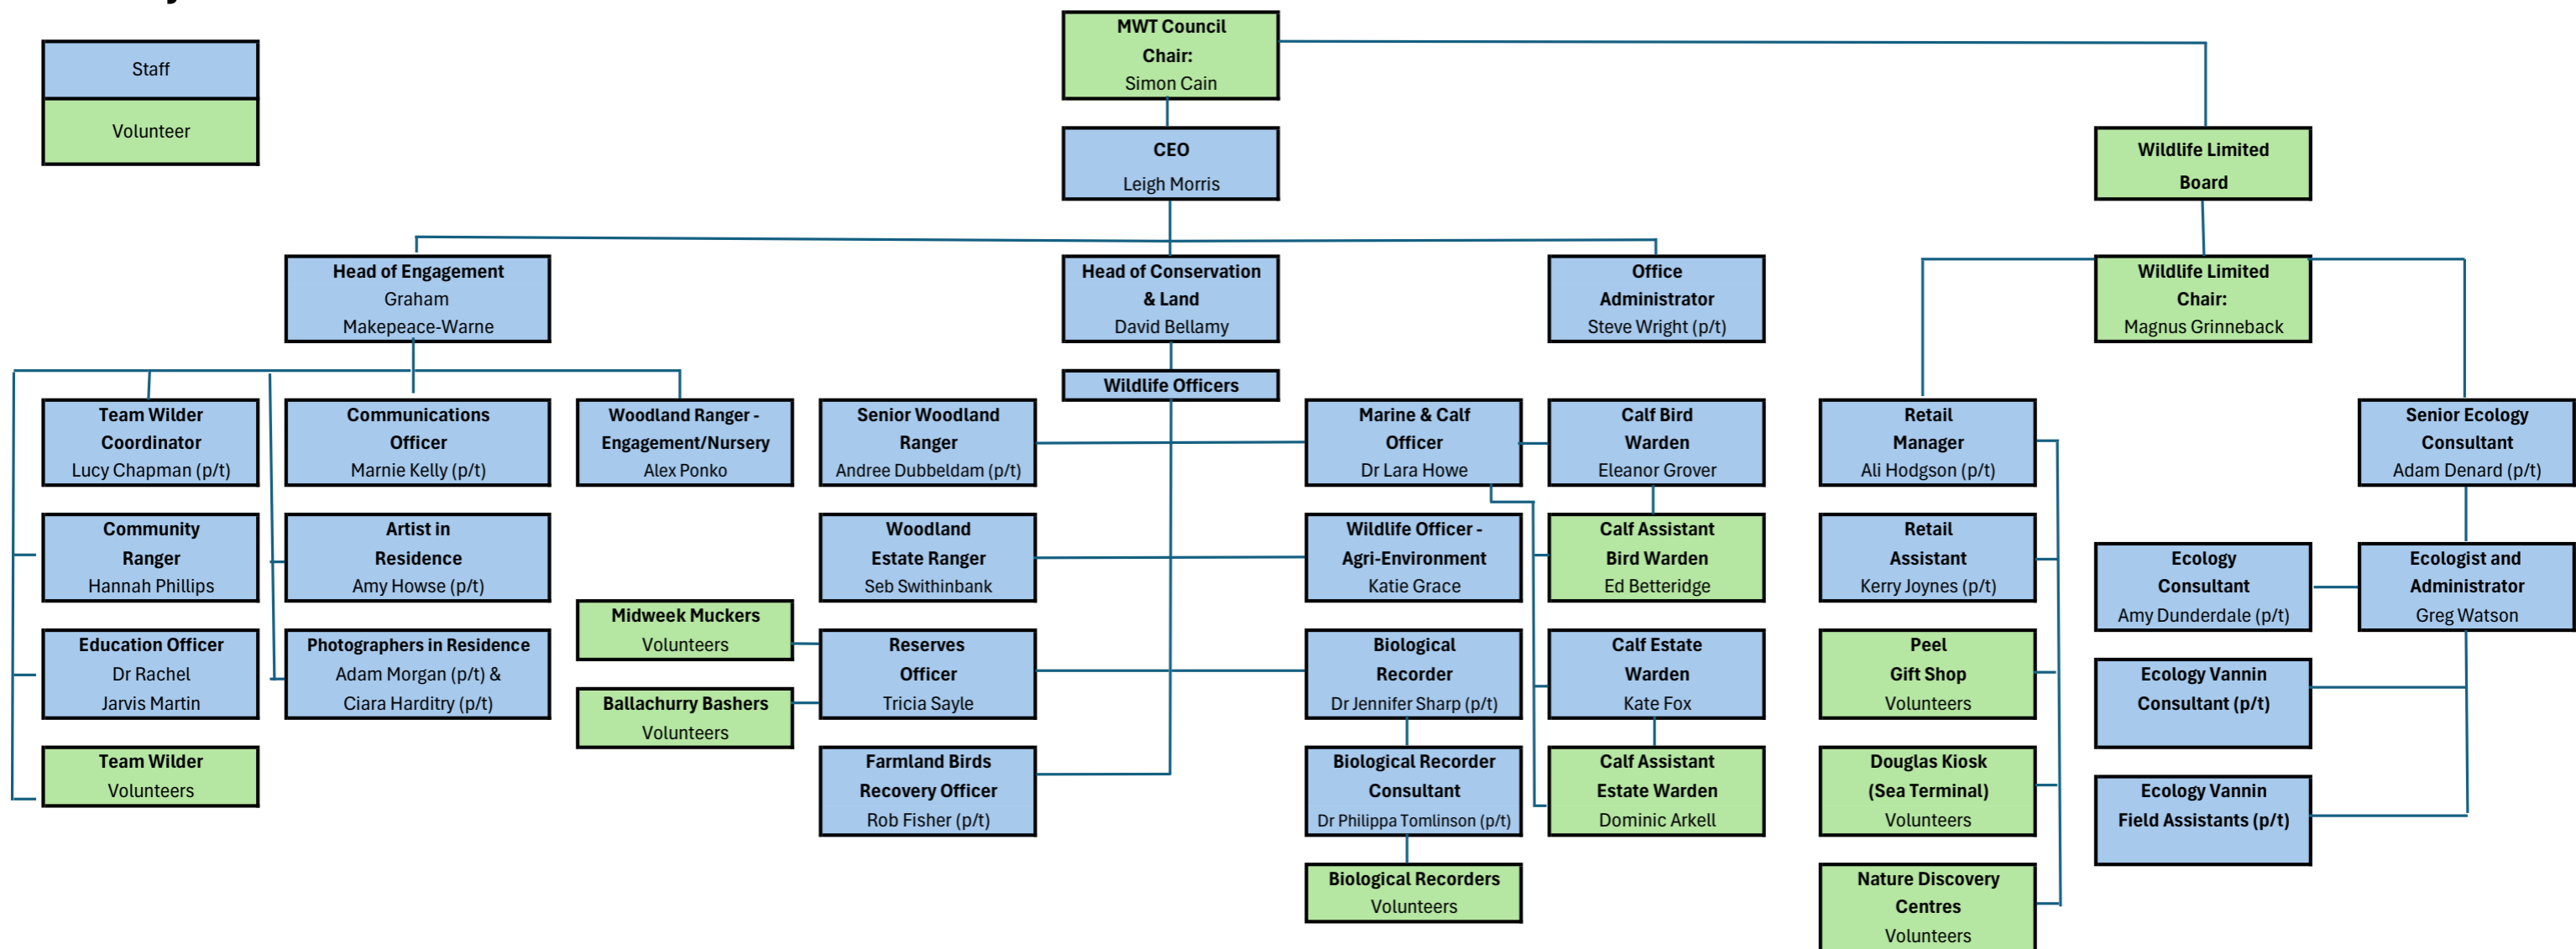 Staff
Volunteer
MWT Council
Chair:
Simon Cain
CEO
Leigh Morris
Wildlife Limited
Board
Head of Engagement
Graham
Makepeace-Warne
Head of Conservation
& Land
David Bellamy
Office
Administrator
Steve Wright (p/t)
Wildlife Limited
Chair:
Magnus Grinneback
Wildlife Officers
Team Wilder
Coordinator
Lucy Chapman (p/t)
Communications
Officer
Marnie Kelly (p/t)
Woodland Ranger -
Engagement/Nursery
Alex Ponko
Senior Woodland
Ranger
Andree Dubbeldam (p/t)
Marine & Calf
Officer
Dr Lara Howe
Calf Bird
Warden
Eleanor Grover
Retail
Manager
Ali Hodgson (p/t)
Senior Ecology
Consultant
Adam Denard (p/t)
Community
Ranger
Hannah Phillips
Artist in
Residence
Amy Howse (p/t)
Woodland
Estate Ranger
Seb Swithinbank
Wildlife Officer -
Agri-Environment
Katie Grace
Calf Assistant
Bird Warden
Ed Betteridge
Retail
Assistant
Kerry Joynes (p/t)
Ecology
Consultant
Amy Dunderdale (p/t)
Ecologist and
Administrator
Greg Watson
Midweek Muckers
Volunteers
Education Officer
Dr Rachel
Jarvis Martin
Photographers in Residence
Adam Morgan (p/t) &
Ciara Harditry (p/t)
Reserves
Officer
Tricia Sayle
Biological
Recorder
Dr Jennifer Sharp (p/t)
Calf Estate
Warden
Kate Fox
Peel
Gift Shop
Volunteers
Ecology Vannin
Consultant (p/t)
Ballachurry Bashers
Volunteers
Team Wilder
Volunteers
Farmland Birds
Recovery Officer
Rob Fisher (p/t)
Biological Recorder
Consultant
Dr Philippa Tomlinson (p/t)
Calf Assistant
Estate Warden
Dominic Arkell
Douglas Kiosk
(Sea Terminal)
Volunteers
Ecology Vannin
Field Assistants (p/t)
Biological Recorders
Volunteers
Nature Discovery
Centres
Volunteers